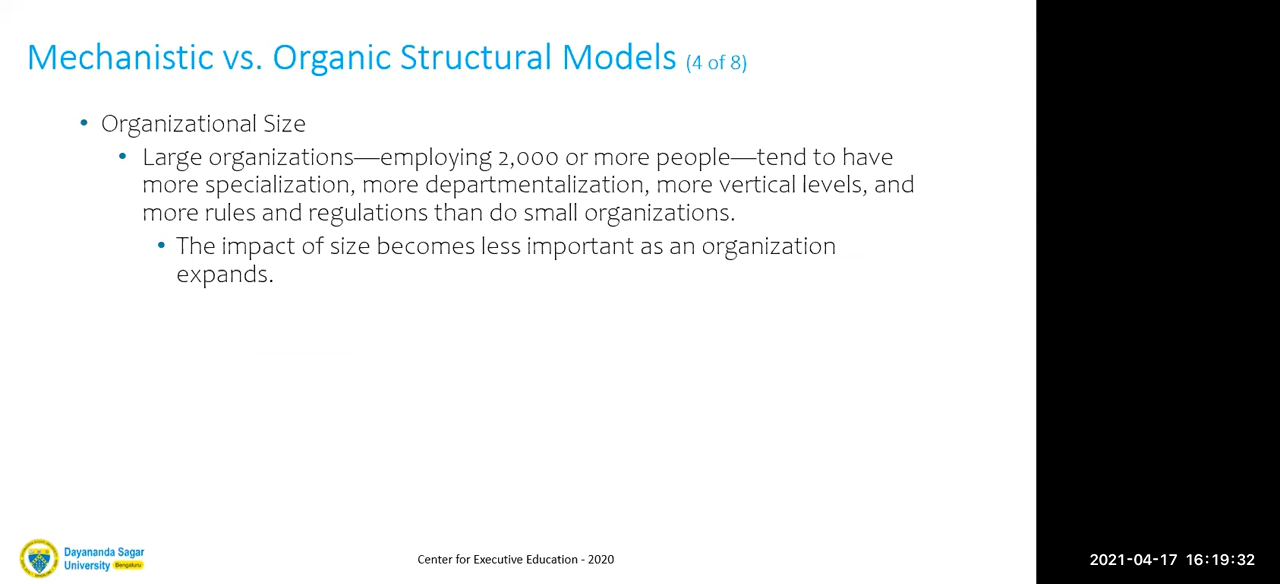 Mechanistic vs. Organic Structural Models (4 of 8)
• Organizational Size
• Large organizations—employing 2,000 or more people—tend to have
more specialization, more departmentalization, more vertical levels, and
more rules and regulations than do small organizations.
• The impact of size becomes less important as an organization
expands.
Dayananda Sagar
University Bengaluru
Center for Executive Education - 2020
2021-04-17 16:19:32